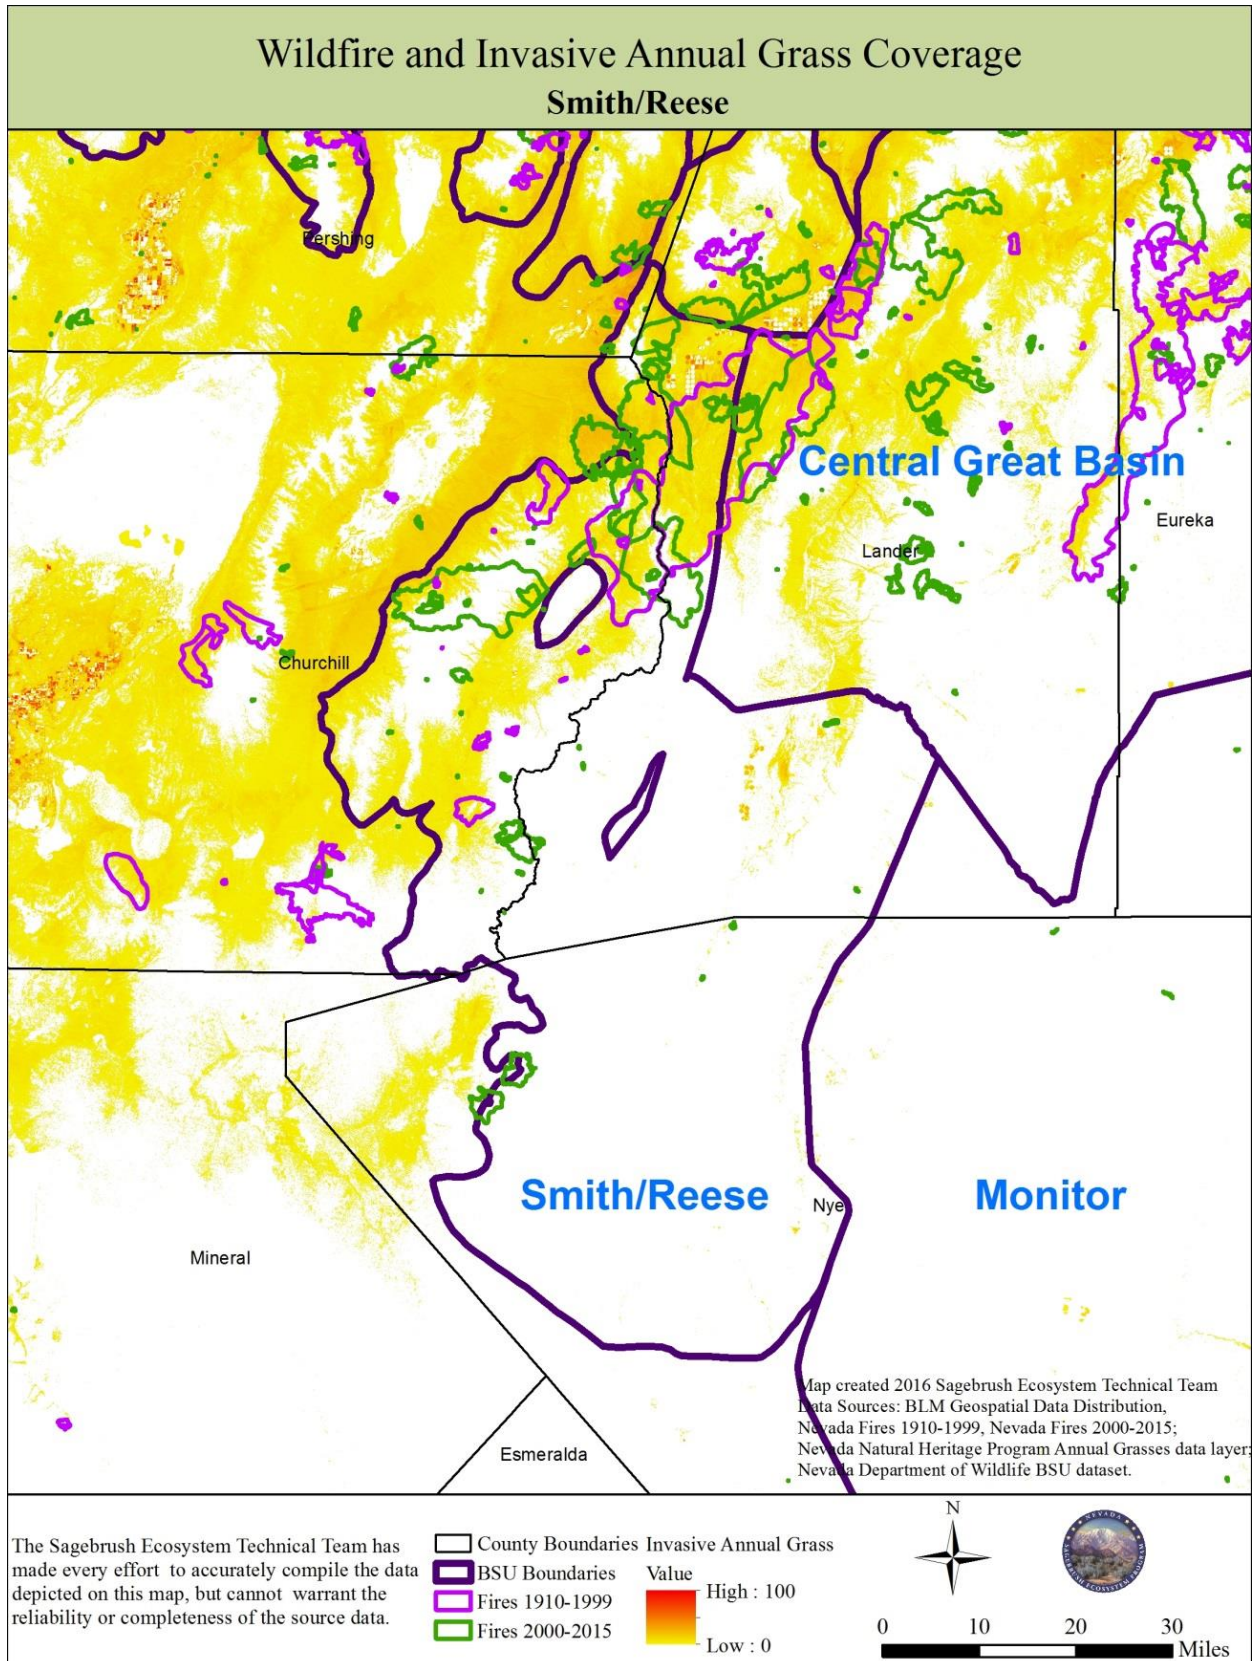 Wildfire and Invasive Annual Grass Coverage
Smith/Reese
Pershing
Central Great Basin
Eureka
Lander
Churchill
Smith/Reese
Monitor
Nye
Mineral
Esmeralda
Map created 2016 Sagebrush Ecosystem Technical Team
Data Sources: BLM Geospatial Data Distribution,
Nevada Fires 1910-1999, Nevada Fires 2000-2015;
Nevada Natural Heritage Program Annual Grasses data layer;
Nevada Department of Wildlife BSU dataset.
The Sagebrush Ecosystem Technical Team has
made every effort to accurately compile the data
depicted on this map, but cannot warrant the
reliability or completeness of the source data.
County Boundaries
BSU Boundaries
Fires 1910-1999
Fires 2000-2015
Invasive Annual Grass
Value
High : 100
Low : 0
N
NEVADA
SAGEBRUSH ECOSYSTEM PROGRAM
0 10 20 30
Miles